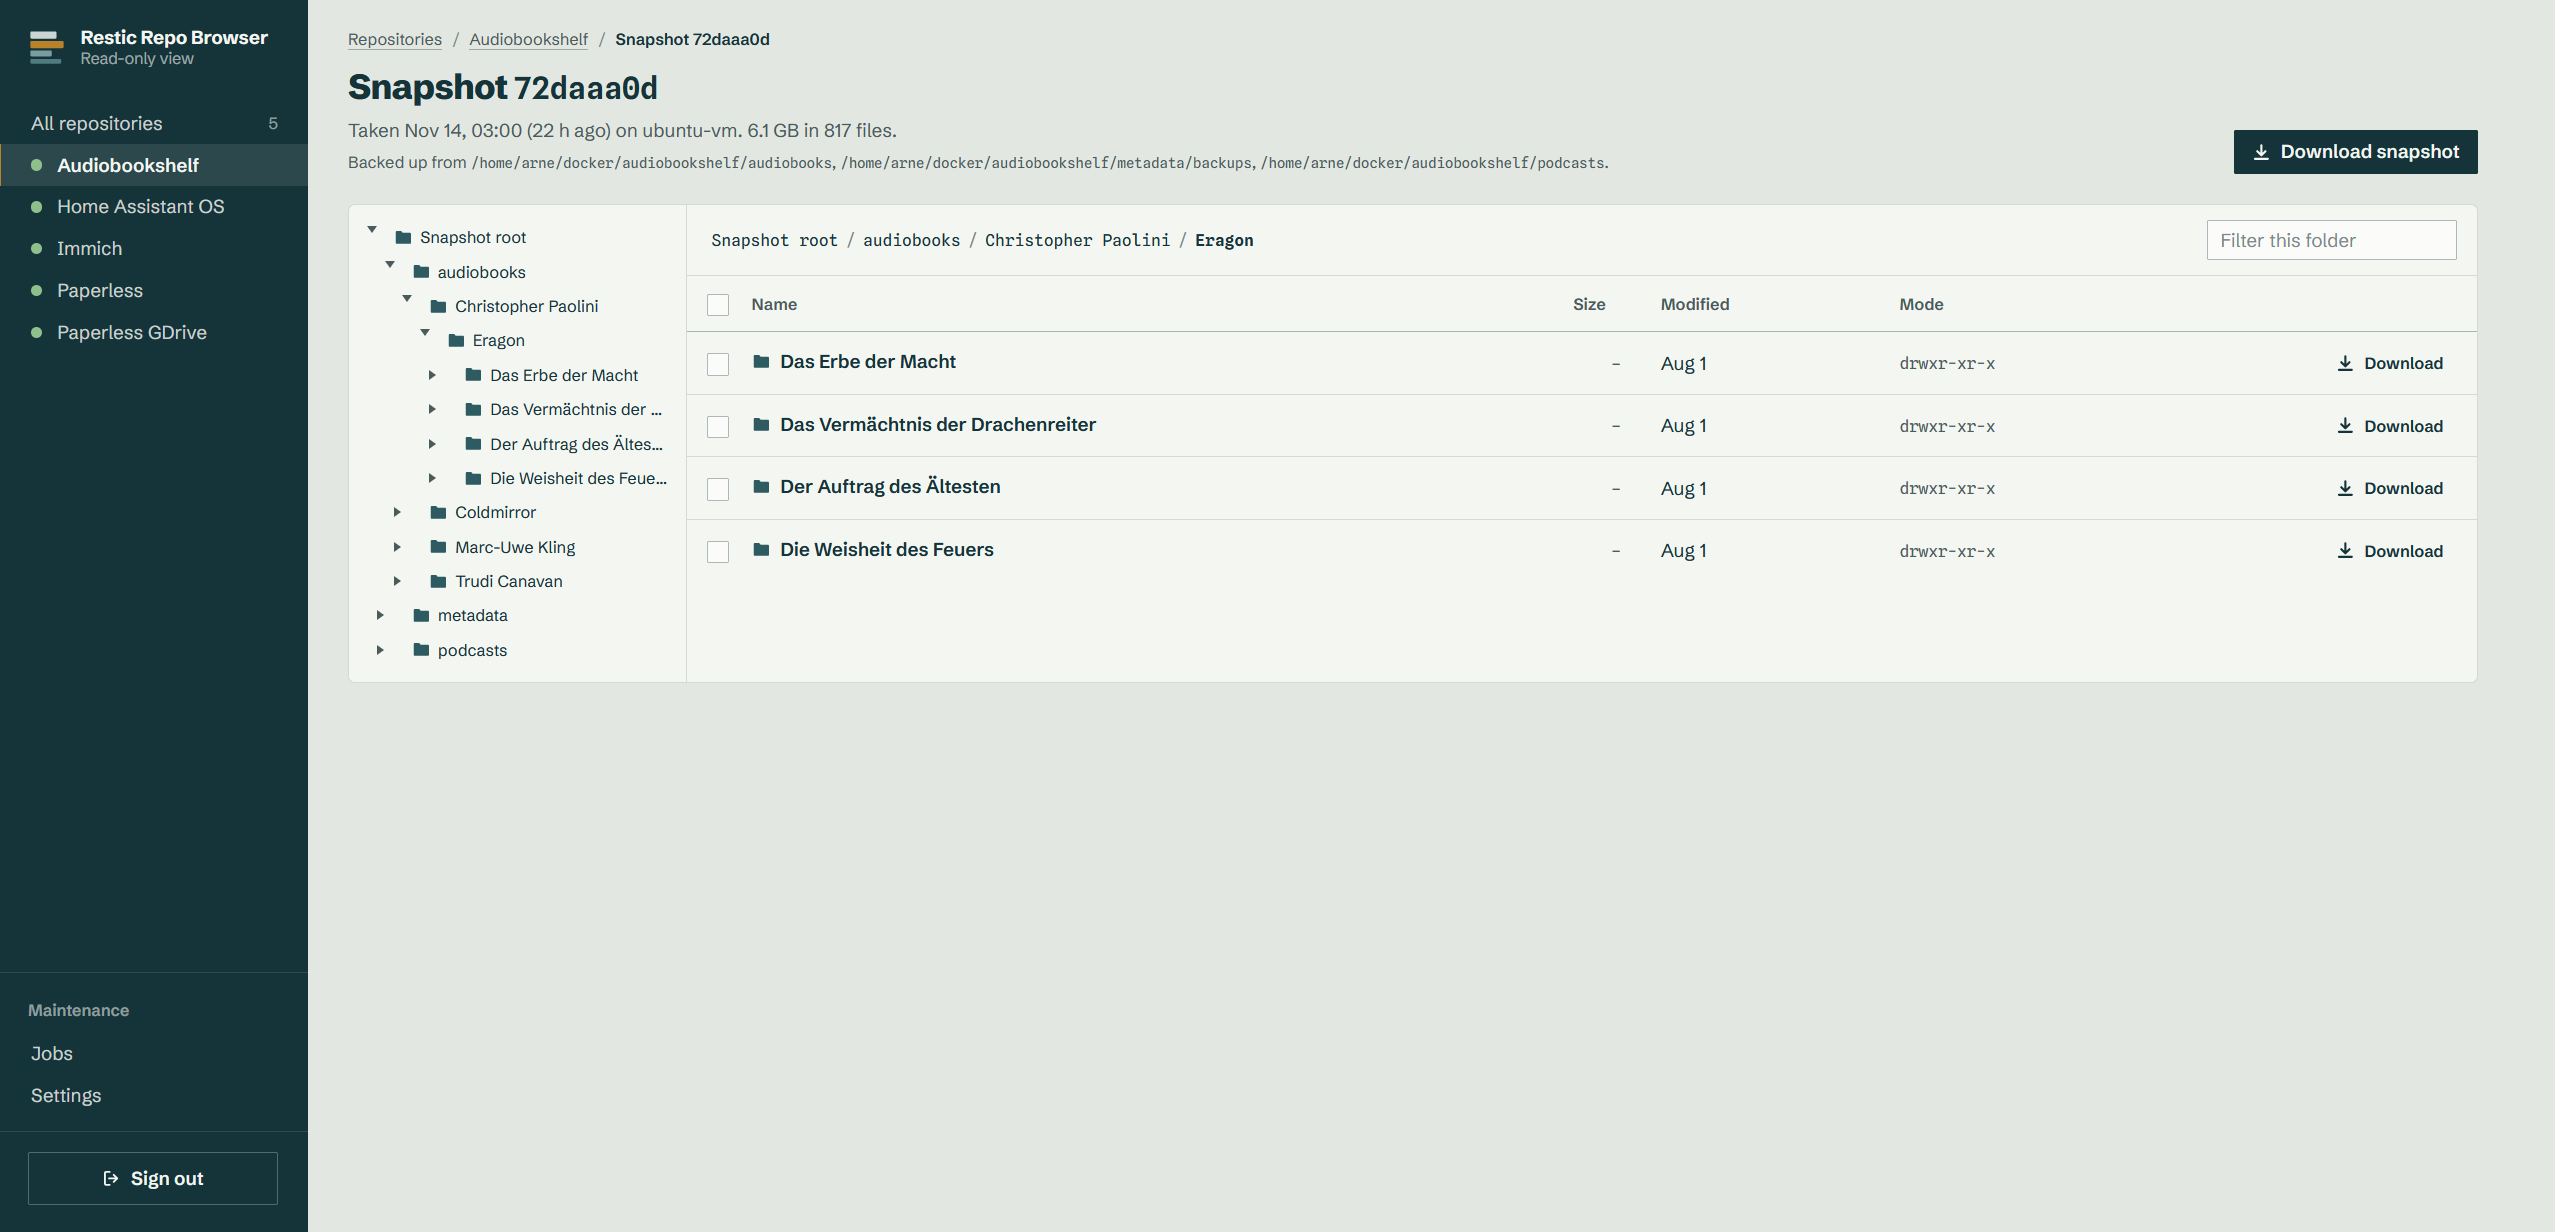 Restic Repo Browser
Read-only view
All repositories 5
Audiobookshelf
Home Assistant OS
Immich
Paperless
Paperless GDrive
Maintenance
Jobs
Settings
Sign out
Repositories / Audiobookshelf / Snapshot 72daaa0d
Snapshot 72daaa0d
Taken Nov 14, 03:00 (22 h ago) on ubuntu-vm. 6.1 GB in 817 files.
Backed up from /home/arne/docker/audiobookshelf/audiobooks, /home/arne/docker/audiobookshelf/metadata/backups, /home/arne/docker/audiobookshelf/podcasts.
Download snapshot
Snapshot root
audiobooks
Christopher Paolini
Eragon
Das Erbe der Macht
Das Vermächtnis der ...
Der Auftrag des Ältes...
Die Weisheit des Feue...
Coldmirror
Marc-Uwe Kling
Trudi Canavan
metadata
podcasts
Snapshot root / audiobooks / Christopher Paolini / Eragon
Filter this folder
Name Size Modified Mode
Das Erbe der Macht – Aug 1 drwxr-xr-x Download
Das Vermächtnis der Drachenreiter – Aug 1 drwxr-xr-x Download
Der Auftrag des Ältesten – Aug 1 drwxr-xr-x Download
Die Weisheit des Feuers – Aug 1 drwxr-xr-x Download